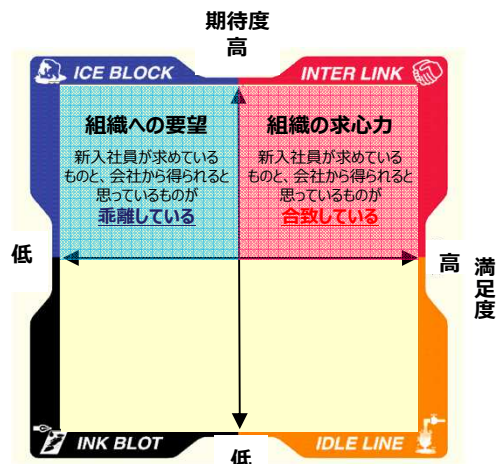 期待度
高
ICE BLOCK
INTER LINK
組織への要望
新入社員が求めている
ものと、会社から得られると
思っているものが
乖離している
組織の求心力
新入社員が求めている
ものと、会社から得られると
思っているものが
合致している
低
高
満足度
INK BLOT
IDLE LINE
低